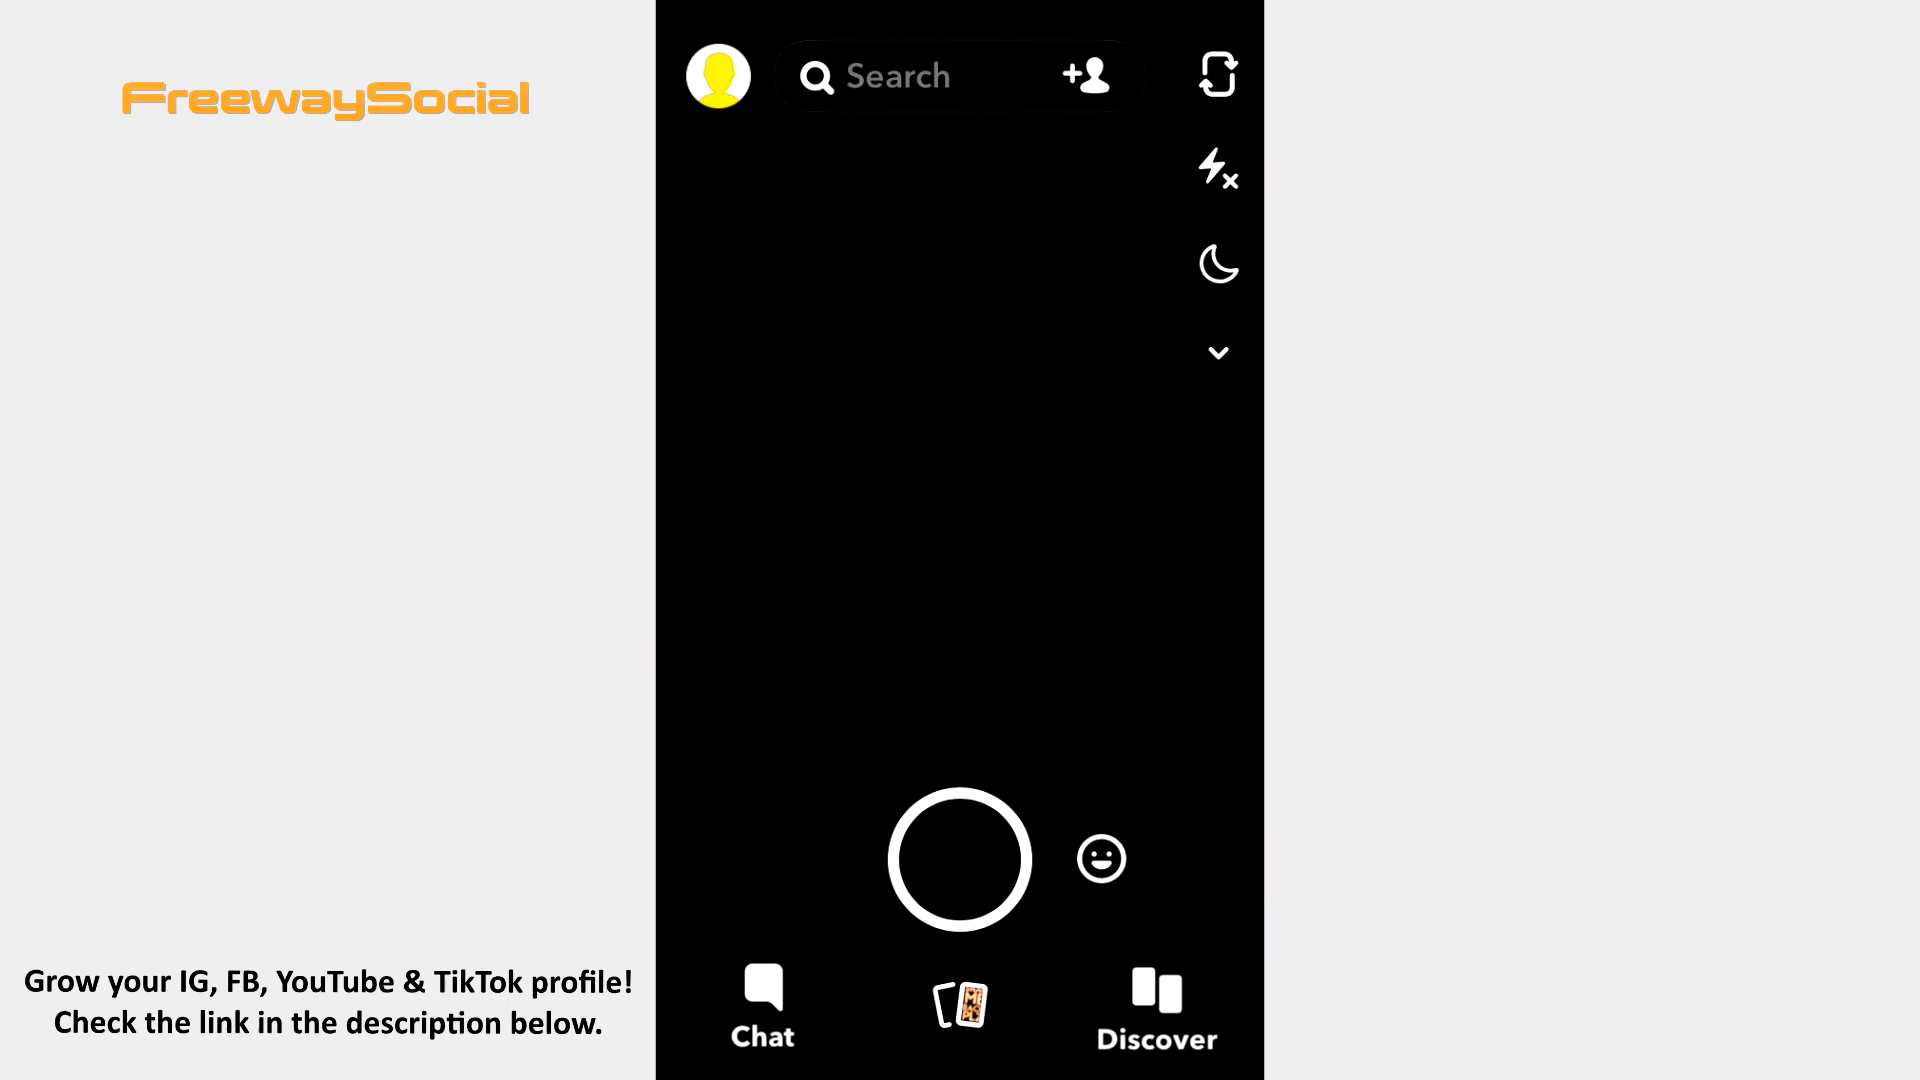 FreewaySocial
Search
Grow your IG, FB, YouTube & TikTok profile!
Check the link in the description below.
Chat
Discover